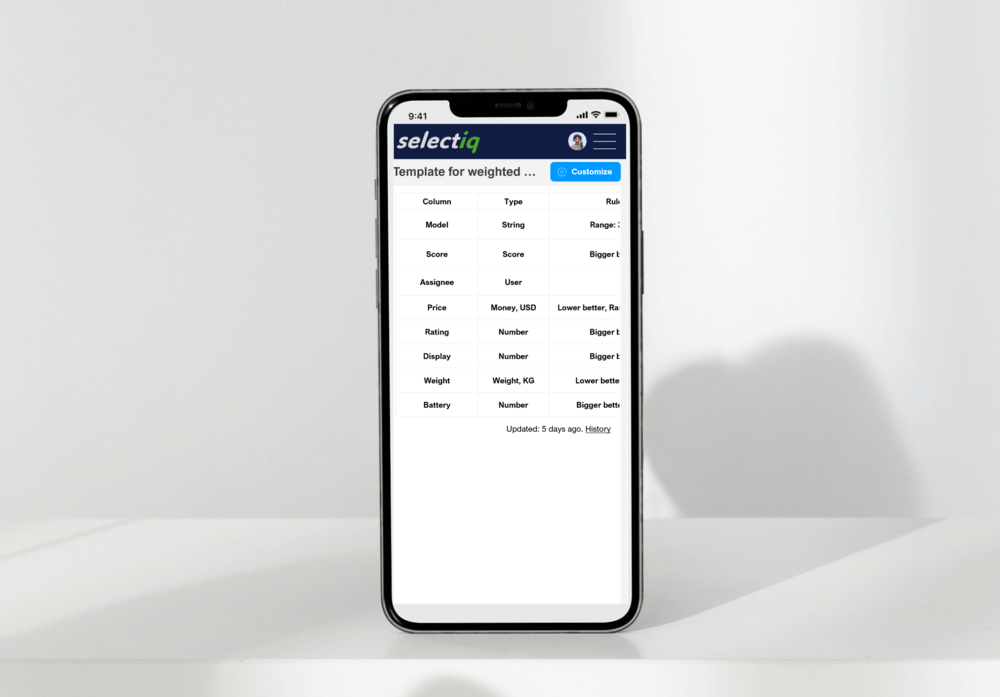 9:41
selectiq
Template for weighted ...
Customize
Column Type Rule
Model String Range: 3
Score Score Bigger b
Assignee User
Price Money, USD Lower better, Ra
Rating Number Bigger b
Display Number Bigger b
Weight Weight, KG Lower bette
Battery Number Bigger bette
Updated: 5 days ago. History